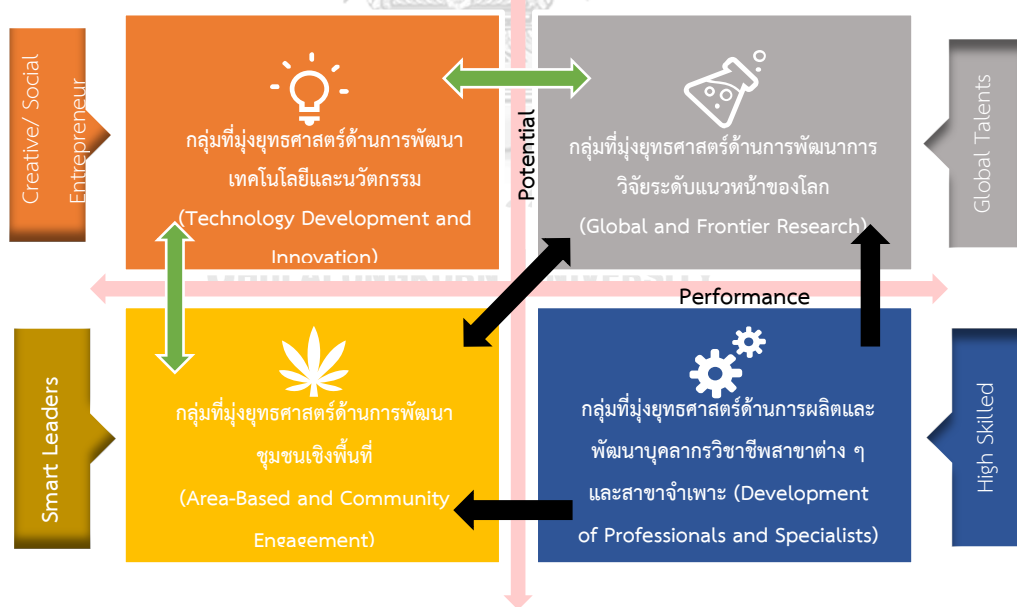 Creative/ Social
Entrepreneur
กลุ่มที่มุ่งยุทธศาสตร์ด้านการพัฒนา
เทคโนโลยีและนวัตกรรม
(Technology Development and
Innovation)
Potential
กลุ่มที่มุ่งยุทธศาสตร์ด้านการพัฒนาการ
วิจัยระดับแนวหน้าของโลก
(Global and Frontier Research)
Global Talents
UNIVERSITY
Performance
Smart Leaders
กลุ่มที่มุ่งยุทธศาสตร์ด้านการพัฒนา
ชุมชนเชิงพื้นที่
(Area-Based and Community
Engagement)
กลุ่มที่มุ่งยุทธศาสตร์ด้านการผลิตและ
พัฒนาบุคลากรวิชาชีพสาขาต่าง ๆ
และสาขาจำเพาะ (Development
of Professionals and Specialists)
High Skilled